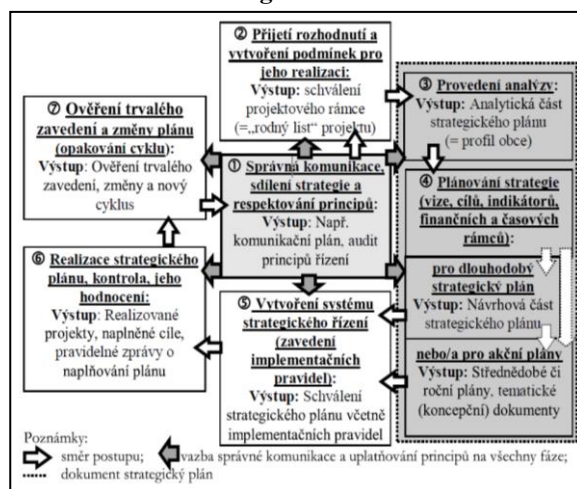 ② Přijetí rozhodnutí a
vytvoření podmínek pro
jeho realizaci:
Výstup: schválení
projektového rámce
(=„rodný list“ projektu)
③ Provedení analýzy:
Výstup: Analytická část
strategického plánu
(= profil obce)
⑦ Ověření trvalého
zavedení a změny plánu
(opakování cyklu):
Výstup: Ověření trvalého
zavedení, změny a nový
cyklus
① Správná komunikace,
sdílení strategie a
respektování principů:
Výstup: Např.
komunikační plán, audit
principů řízení
④ Plánování strategie
(vize, cílů, indikátorů,
finančních a časových
rámců):
pro dlouhodobý
strategický plán
Výstup: Návrhová část
strategického plánu
nebo/a pro akční plány
Výstup: Střednědobé či
roční plány, tematické
(koncepční) dokumenty
⑥ Realizace strategického
plánu, kontrola, jeho
hodnocení:
Výstup: Realizované
projekty, naplněné cíle,
pravidelné zprávy o
naplňování plánu
⑤ Vytvoření systému
strategického řízení
(zavedení
implementačních
pravidel):
Výstup: Schválení
strategického plánu včetně
implementačních pravidel
Poznámky:
směr postupu; vazba správné komunikace a uplatňování principů na všechny fáze;
dokument strategický plán